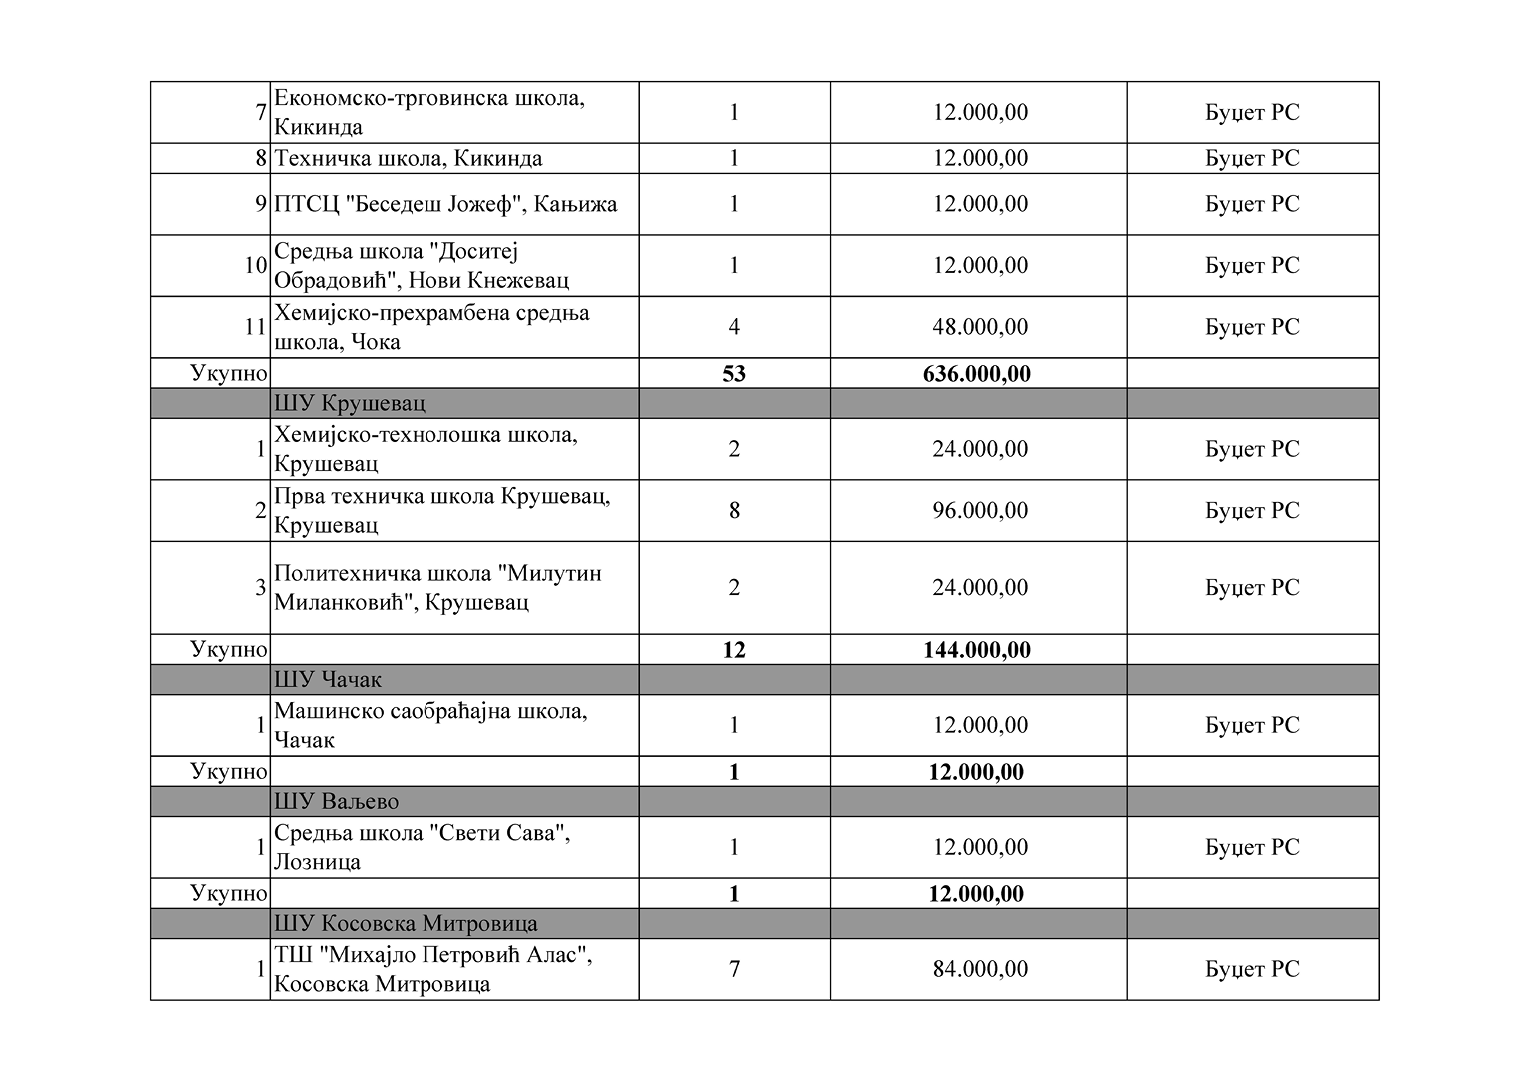 7 Економско-трговинска школа, 1 12.000,00 Буџет РС
Кикинда
8 Техничка школа, Кикинда 1 12.000,00 Буџет РС
9 ПТСЦ "Беседеш Јожеф", Кањижа 1 12.000,00 Буџет РС
10 Средња школа "Доситеј 1 12.000,00 Буџет РС
Обрадовић", Нови Кнежевац
11 Хемијско-прехрамбена средња 4 48.000,00 Буџет РС
школа, Чока
Укупно 53 636.000,00
ШУ Крушевац
1 Хемијско-технолошка школа, 2 24.000,00 Буџет РС
Крушевац
2 Прва техничка школа Крушевац, 8 96.000,00 Буџет РС
Крушевац
3 Политехничка школа "Милутин 2 24.000,00 Буџет РС
Миланковић", Крушевац
Укупно 12 144.000,00
ШУ Чачак
1 Машинско саобраћајна школа, 1 12.000,00 Буџет РС
Чачак
Укупно 1 12.000,00
ШУ Ваљево
1 Средња школа "Свети Сава", 1 12.000,00 Буџет РС
Лозница
Укупно 1 12.000,00
ШУ Косовска Митровица
1 ТШ "Михајло Петровић Алас", 7 84.000,00 Буџет РС
Косовска Митровица